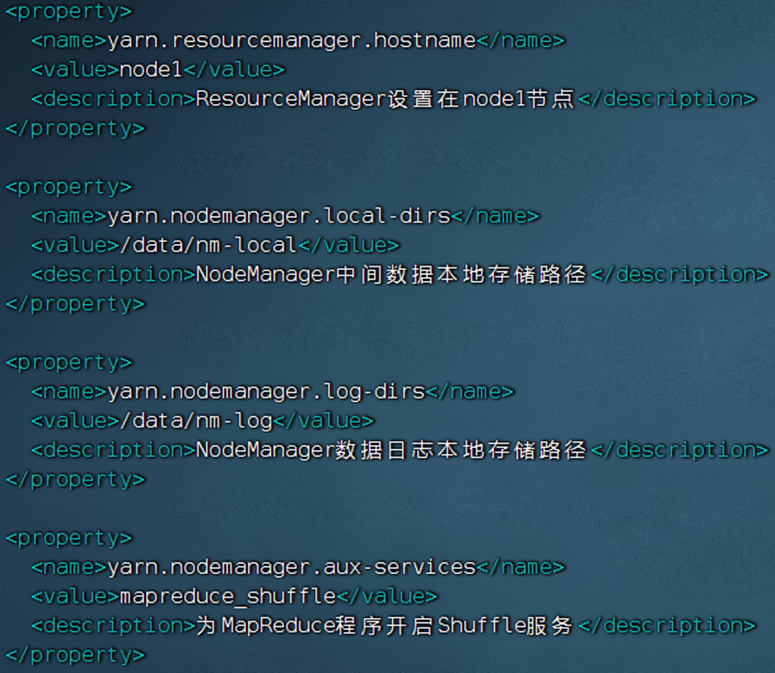 <property>
<name>yarn.resourcemanager.hostname</name>
<value>node1</value>
<description>ResourceManager设置在node1节点</description>
</property>
<property>
<name>yarn.nodemanager.local-dirs</name>
<value>/data/nm-local</value>
<description>NodeManager中间数据本地存储路径</description>
</property>
<property>
<name>yarn.nodemanager.log-dirs</name>
<value>/data/nm-log</value>
<description>NodeManager数据日志本地存储路径</description>
</property>
<property>
<name>yarn.nodemanager.aux-services</name>
<value>mapreduce_shuffle</value>
<description>为MapReduce程序开启Shuffle服务</description>
</property>